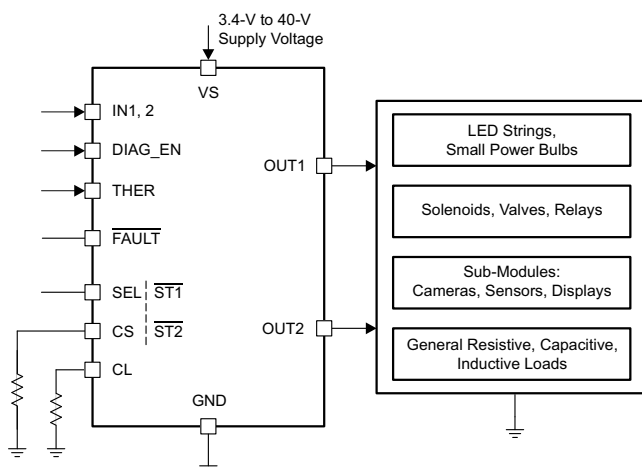 3.4-V to 40-V
Supply Voltage
VS
IN1, 2
DIAG_EN
THER
FAULT
SEL ST1
CS ST2
CL
GND
OUT1
OUT2
LED Strings,
Small Power Bulbs
Solenoids, Valves, Relays
Sub-Modules:
Cameras, Sensors, Displays
General Resistive, Capacitive,
Inductive Loads